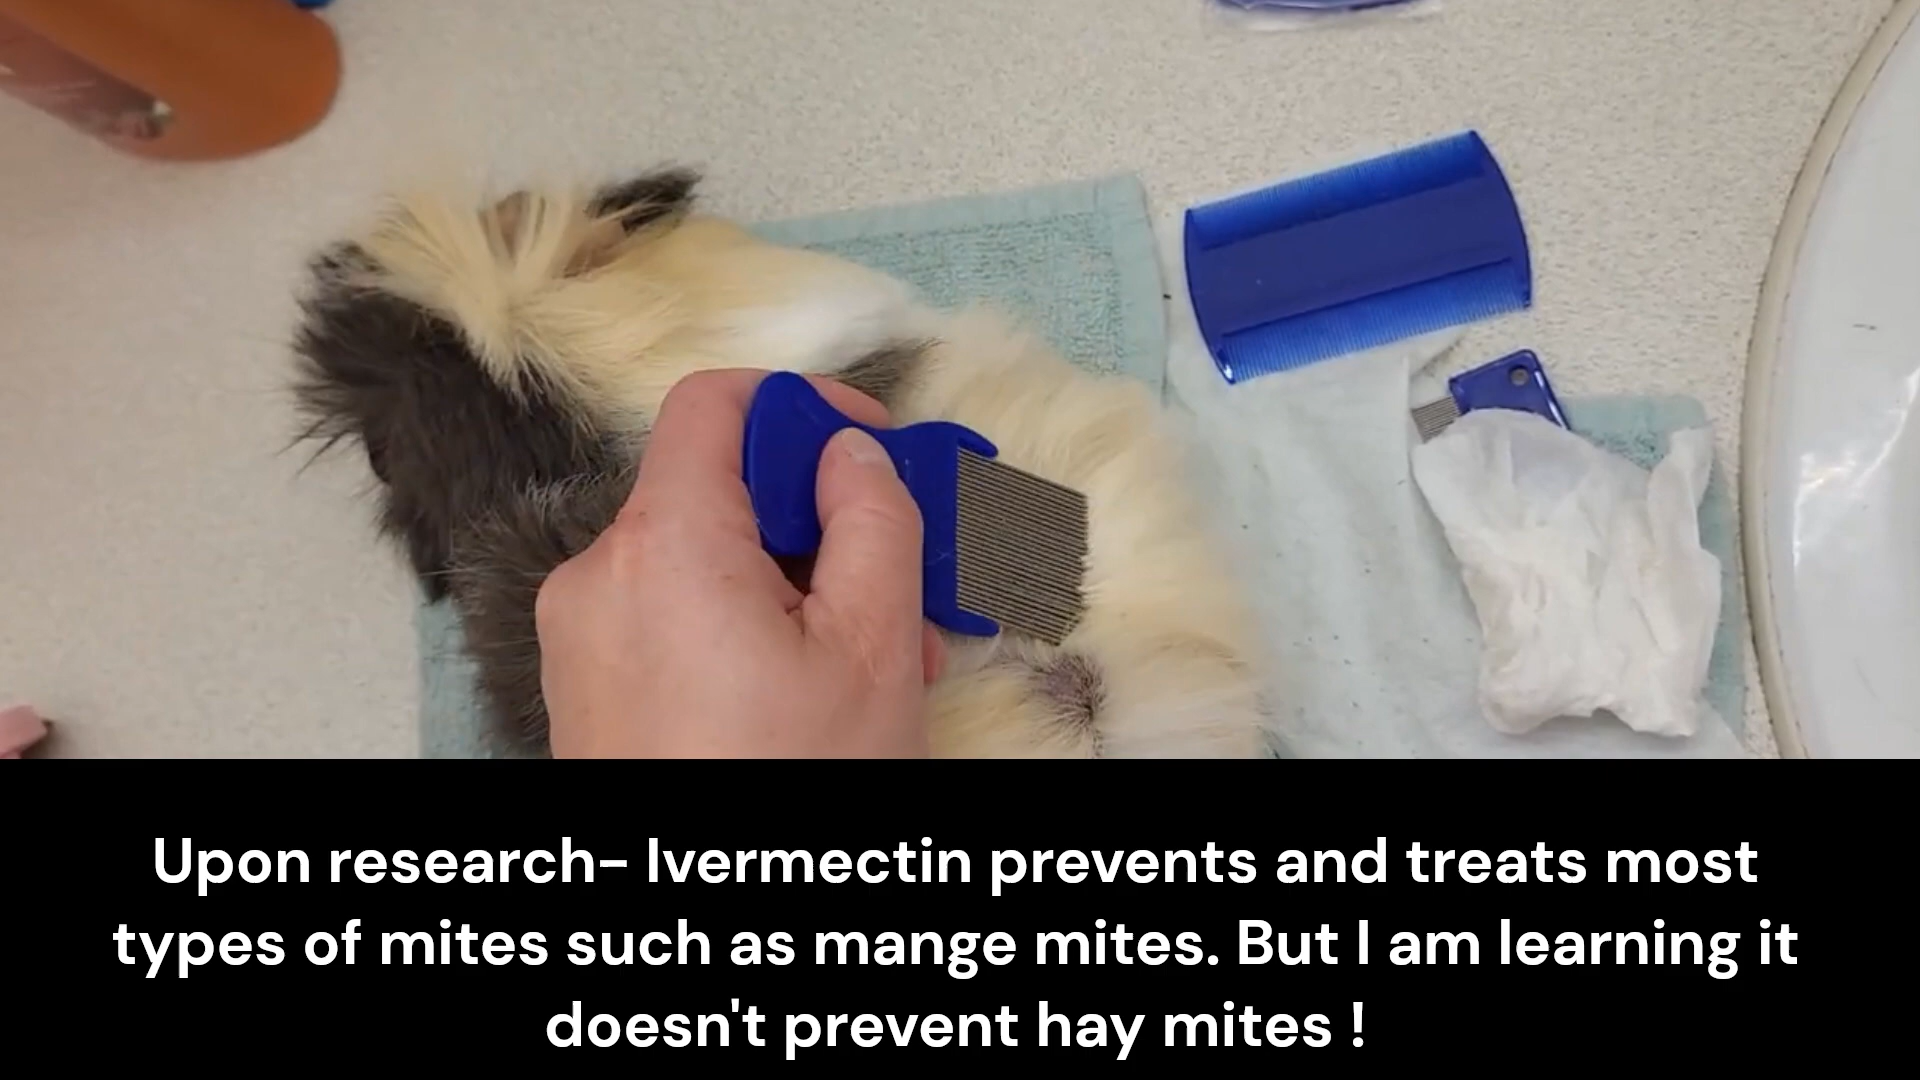 Upon research- Ivermectin prevents and treats most
types of mites such as mange mites. But I am learning it
doesn't prevent hay mites !